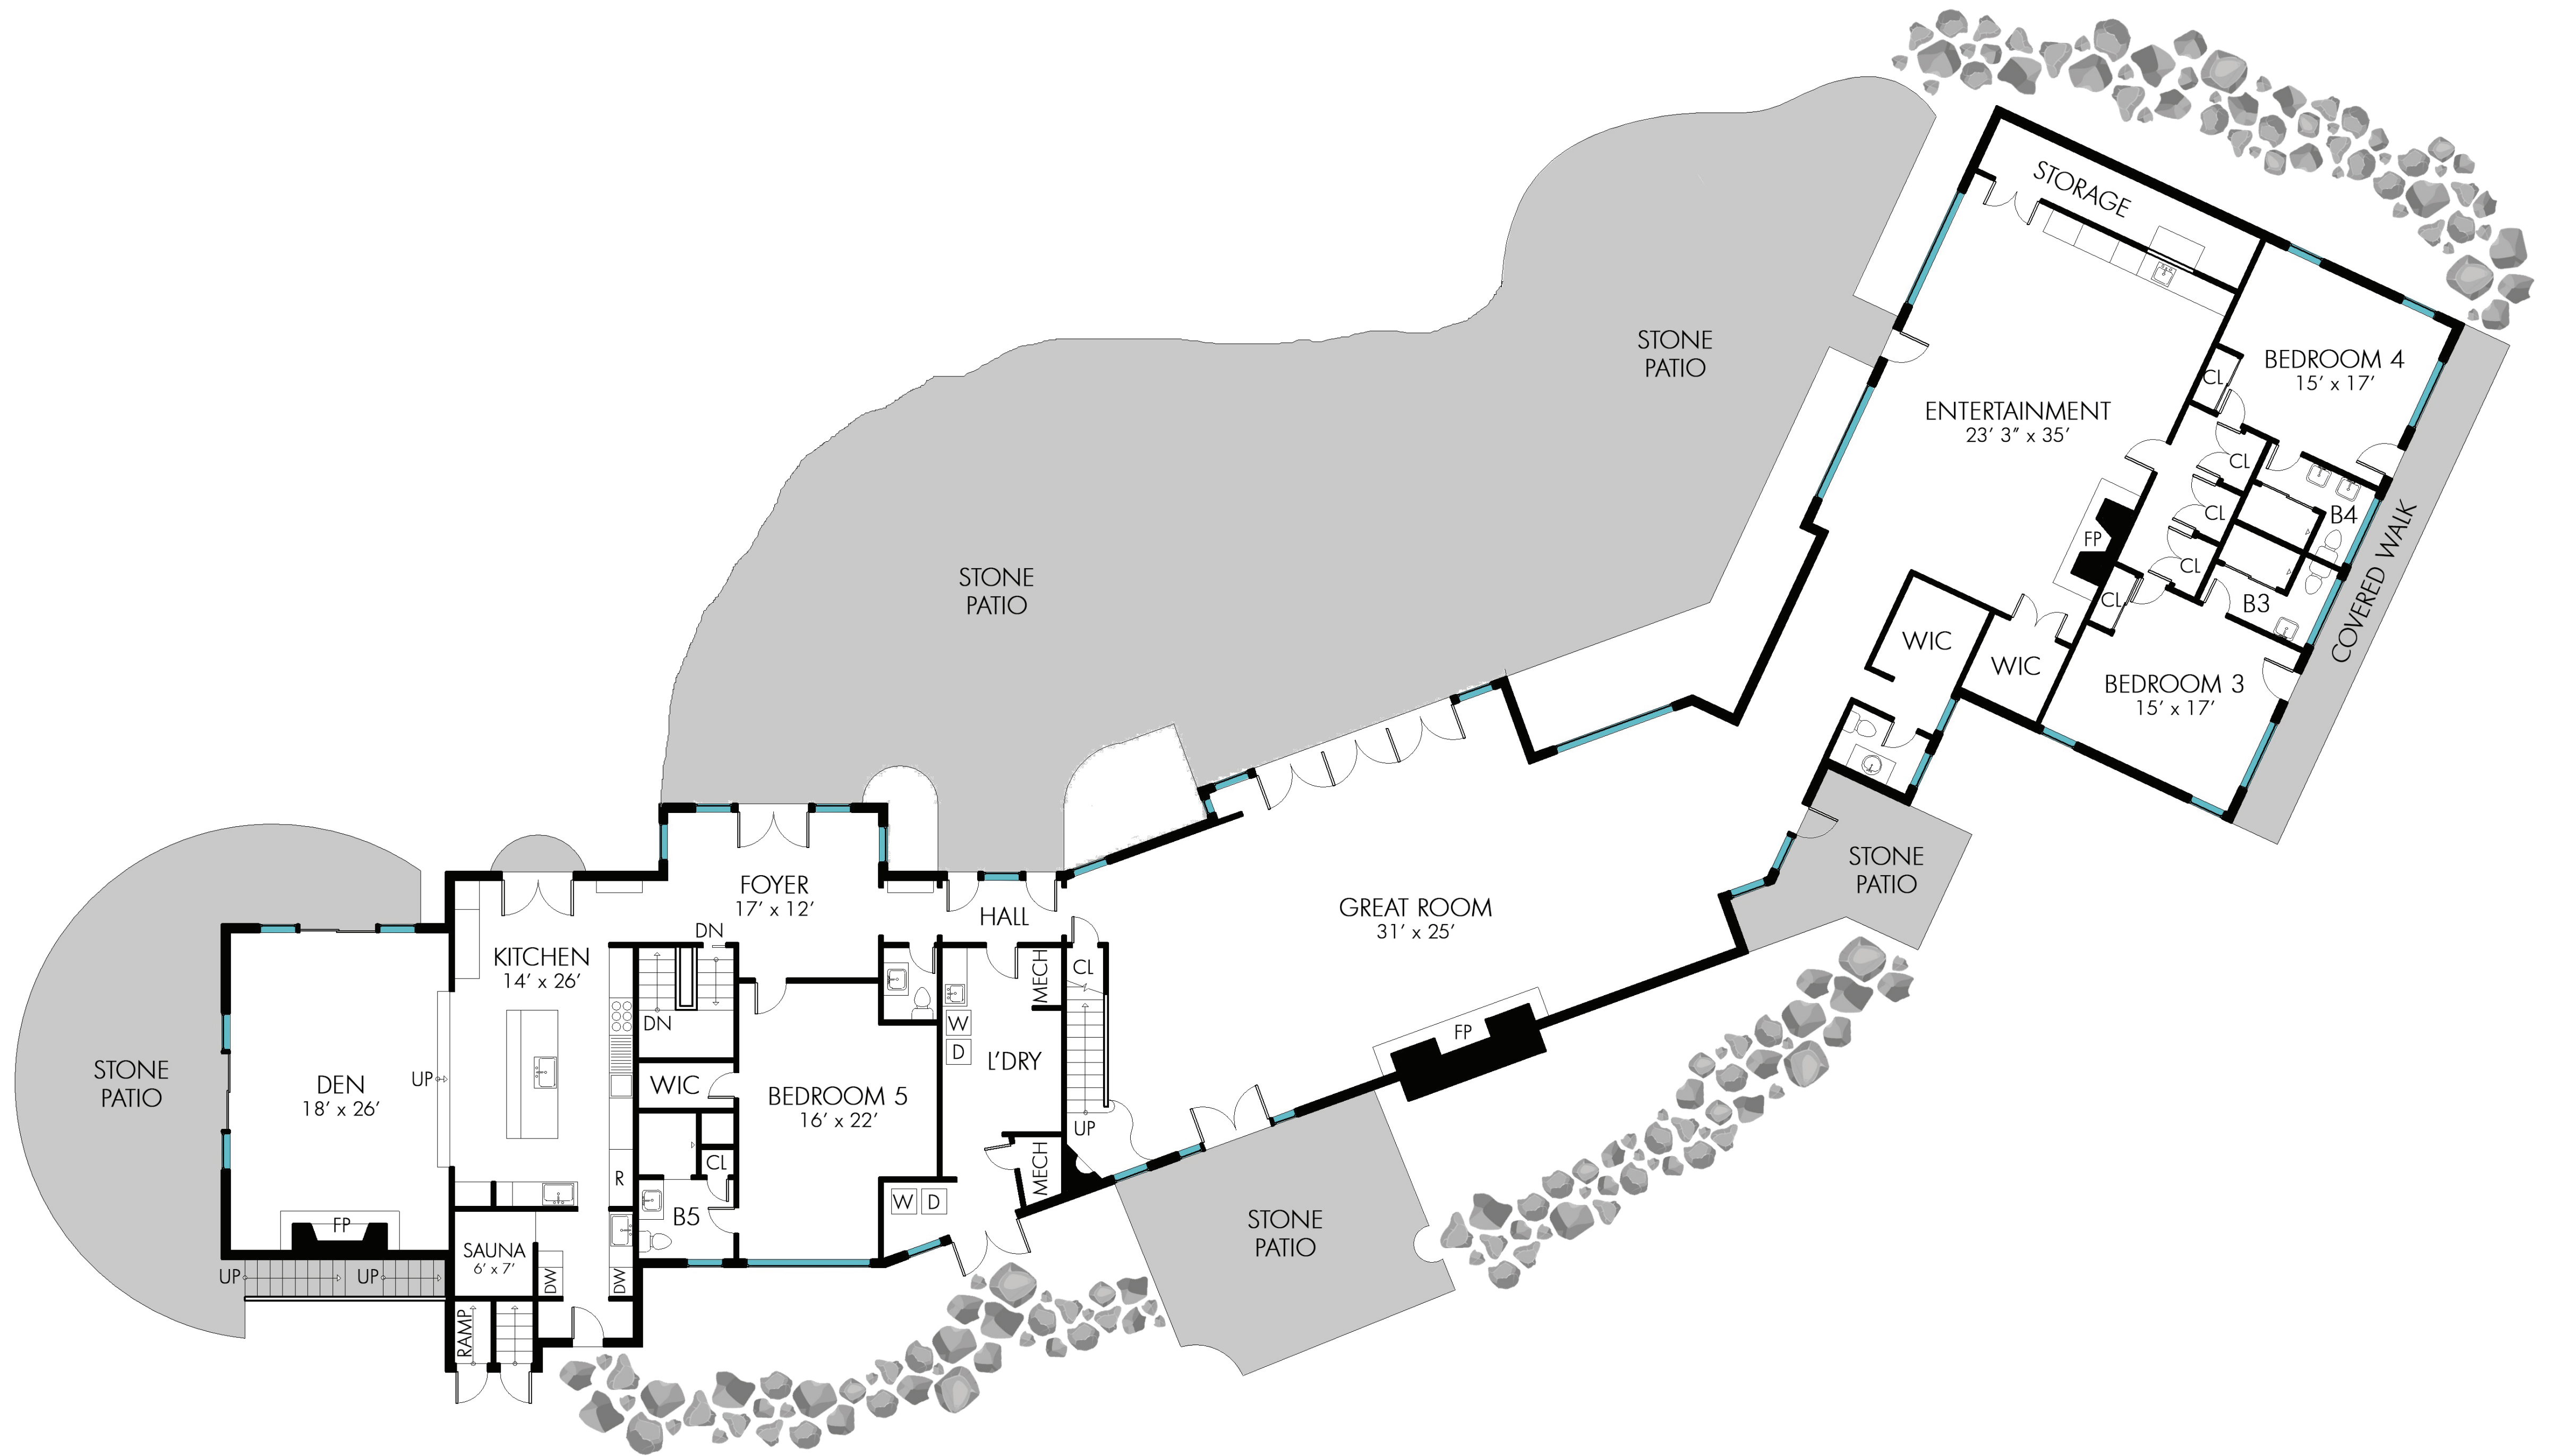 STORAGE
STONE
PATIO
BEDROOM 4
15’ x 17’
CL
ENTERTAINMENT
23’ 3” x 35’
CL
CL
B4
COVERED WALK
FP
CL
CL
B3
WIC
WIC
BEDROOM 3
15’ x 17’
STONE
PATIO
STONE
PATIO
FOYER
17’ x 12’
HALL
GREAT ROOM
31’ x 25’
DN
KITCHEN
14’ x 26’
MECH
CL
DN
W
D
L’DRY
FP
STONE
PATIO
DEN
18’ x 26’
UP
WIC
BEDROOM 5
16’ x 22’
UP
CL
MECH
R
W
D
B5
STONE
PATIO
FP
SAUNA
6’ x 7’
UP
UP
DW
DW
RAMP